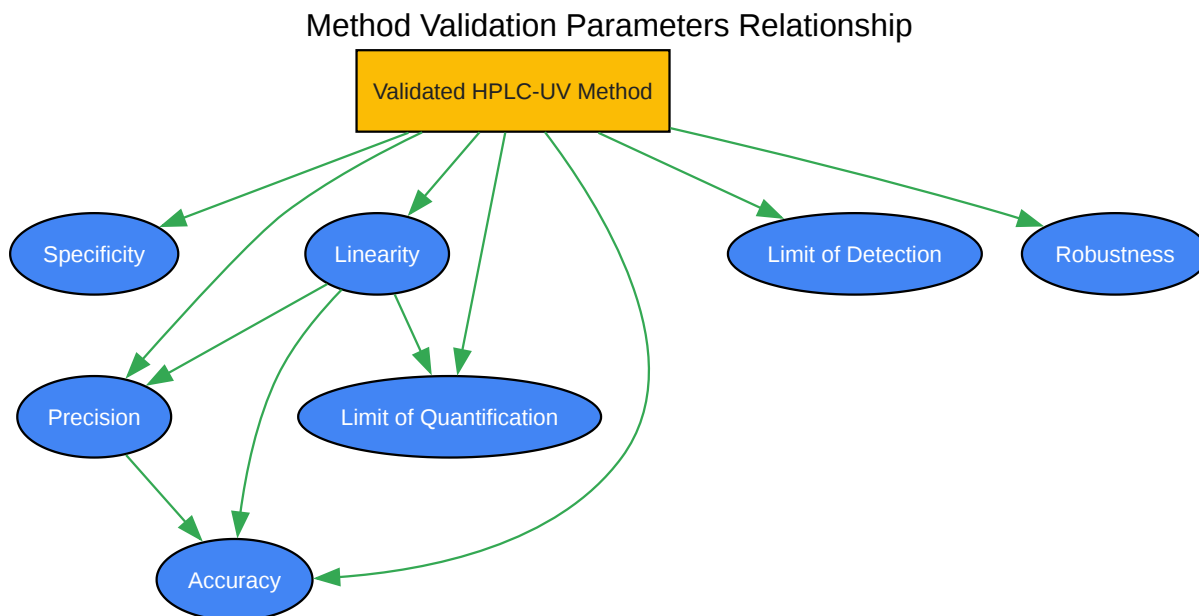 Method Validation Parameters Relationship
Validated HPLC-UV Method
Specificity
Linearity
Limit of Detection
Robustness
Precision
Limit of Quantification
Accuracy